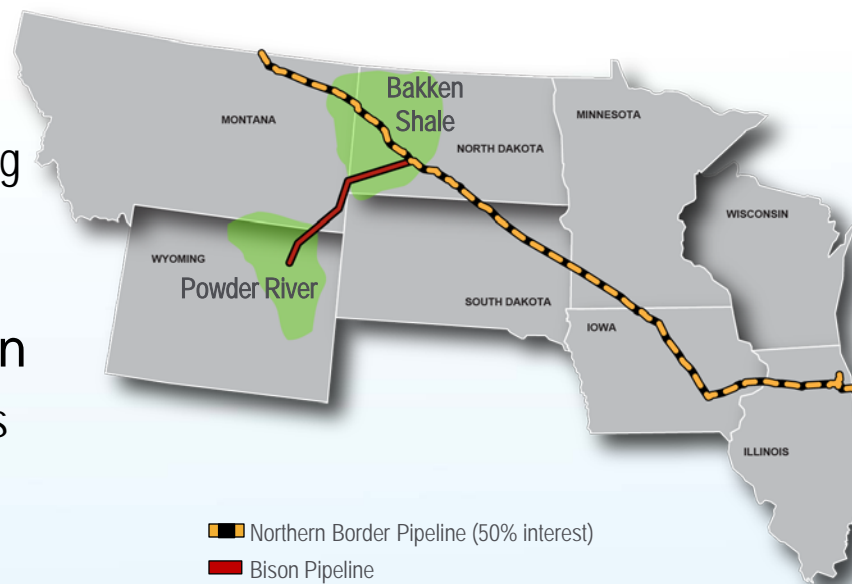 Bakken
Shale
MONTANA
MINNESOTA
NORTH DAKOTA
g
WISCONSIN
WYOMING
Powder River
SOUTH DAKOTA
IOWA
n
s
ILLINOIS
Northern Border Pipeline (50% interest)
Bison Pipeline